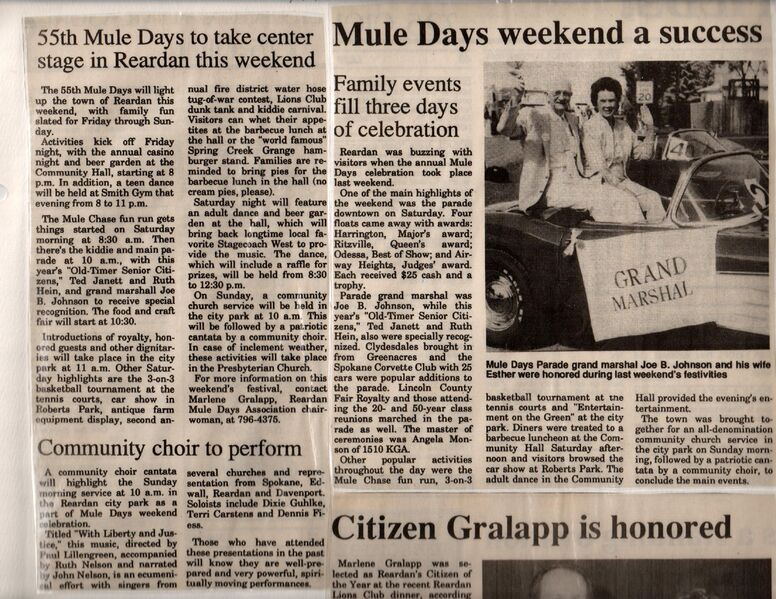 55th Mule Days to take center
stage in Reardan this weekend
The 55th Mule Days will light
up the town of Reardan this
weekend, with family fun
slated for Friday through Sun-
day.
Activities kick off Friday
night, with the annual casino
night and beer garden at the
Community Hall, starting at 8
p.m. In addition, a teen dance
will be held at Smith Gym that
evening from 8 to 11 p.m.
The Mule Chase fun run gets
things started on Saturday
morning at 8:30 a.m. Then
there's the kiddie and main pa-
rade at 10 a.m., with this
year's "Old-Timer Senior Citi-
zens," Ted Janett and Ruth
Hein, and grand marshal Joe
B. Johnson to receive special
recognition. The food and craft
fair will start at 10:30.
Introductions of royalty, hon-
ored guests and other dignitar-
ies will take place in the city
park at 11 a.m. Other Satur-
day highlights are the 3-on-3
basketball tournament at the
tennis courts, car show in
Roberts Park, antique farm
equipment display, second an-
nual fire district water hose
tug-of-war contest, Lions Club
dunk tank and kiddie carnival.
Visitors can whet their appe-
tites at the barbecue lunch at
the hall or the "world famous"
Spring Creek Grange ham-
burger stand. Families are re-
minded to bring pies for the
barbecue lunch in the hall (no
cream pies, please).
Saturday night will feature
an adult dance and beer gar-
den at the hall, which will
bring back longtime local fa-
vorite Stagecoach West to pro-
vide the music. The dance,
which will include a raffle for
prizes, will be held from 8:30
to 12:30 p.m.
On Sunday, a community
church service will be held in
the city park at 10 am. This
will be followed by a patriotic
cantata by a community choir.
In case of inclement weather,
these activities will take place
in the Presbyterian Church.
For more information on this
weekend's festival, contact
Marlene Gralapp, Reardan
Mule Days Association chair-
woman, at 796-4375.
Community choir to perform
A community choir cantata
will highlight the Sunday
morning service at 10 a.m. in
the Reardan city park as a
part of Mule Days weekend
celebration.
Titled "With Liberty and Jus-
tice," this music, directed by
Paul Lillengreen, accompanied
by Ruth Nelson and narrated
by John Nelson, is an ecumeni-
cal effort with singers from
several churches and repre-
sentation from Spokane, Ed-
wall, Reardan and Davenport.
Soloists include Dixie Guhlke,
Terri Carstens and Dennis Fi-
ess.
Those who have attended
these presentations in the past
will know they are well-pre-
pared and very powerful, spiri-
tually moving performances.
Mule Days weekend a success
Family events
fill three days
of celebration
Reardan was buzzing with
visitors when the annual Mule
Days celebration took place
last weekend.
One of the main highlights of
the weekend was the parade
downtown on Saturday. Four
floats came away with awards:
Harrington, Major's award;
Ritzville, Queen's award;
Odessa, Best of Show; and Air-
way Heights, Judges' award.
Each received $25 cash and a
trophy.
Parade grand marshal was
Joe B. Johnson, while this
year's "Old-Timer Senior Citi-
zens," Ted Janett and Ruth
Hein, also were specially recog-
nized. Clydesdales brought in
from Greenacres and the
Spokane Corvette Club with 25
cars were popular additions to
the parade. Lincoln County
Fair Royalty and those attend-
ing the 20- and 50-year class
reunions marched in the pa-
rade as well. The master of
ceremonies was Angela Mon-
son of 1510 KGA.
Other popular activities
throughout the day were the
Mule Chase fun run, 3-on-3
20
4
GRAND
MARSHAL
Mule Days Parade grand marshal Joe B. Johnson and his wife
Esther were honored during last weekend's festivities
basketball tournament at the
tennis courts and "Entertain-
ment on the Green" at the city
park. Diners were treated to a
barbecue luncheon at the Com-
munity Hall Saturday after-
noon and visitors browsed the
car show at Roberts Park. The
adult dance in the Community
Hall provided the evening's en-
tertainment.
The town was brought to-
gether for an all-denomination
community church service in
the city park on Sunday morn-
ing, followed by a patriotic can-
tata by a community choir, to
conclude the main events.
Citizen Gralapp is honored
Marlene Gralapp was se-
lected as Reardan's Citizen of
the Year at the recent Reardan
Lions Club dinner, according